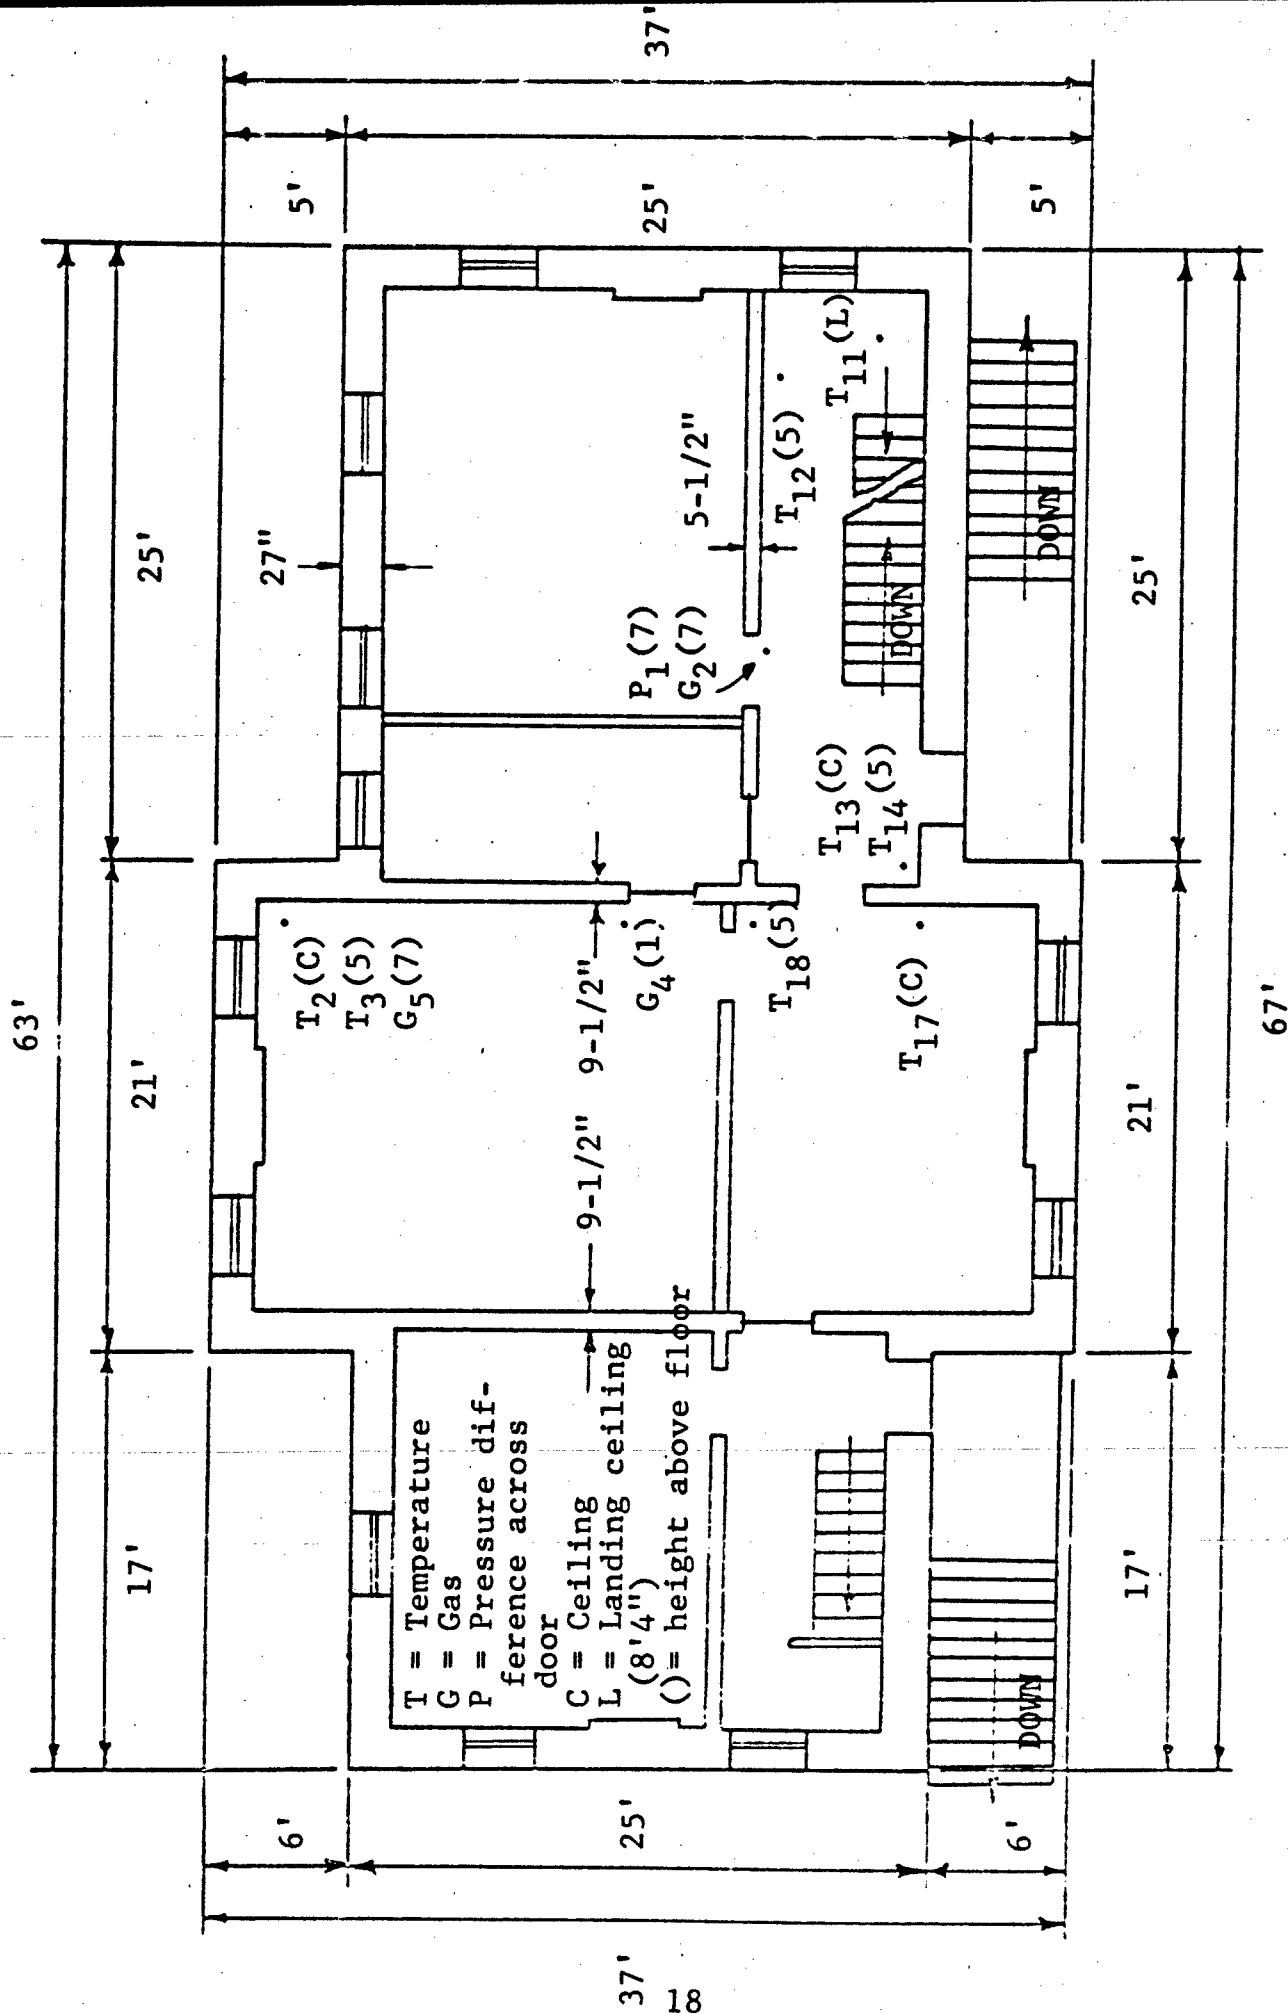 63'
17'
21'
25'
6'
25'
6'
37'
5'
25'
5'
37'
27"
T2(C)
T3(5)
G5(7)
9-1/2"
9-1/2"
G4(1)
P1(7)
G2(7)
5-1/2"
T12(5)
T11(L)
T13(C)
T14(5)
T18(5)
T17(C)
T = Temperature
G = Gas
P = Pressure dif-
ference across
door
C = Ceiling
L = Landing ceiling
(8'4")
()= height above floor
DOWN
DOWN
DOWN
17'
21'
25'
67'
18